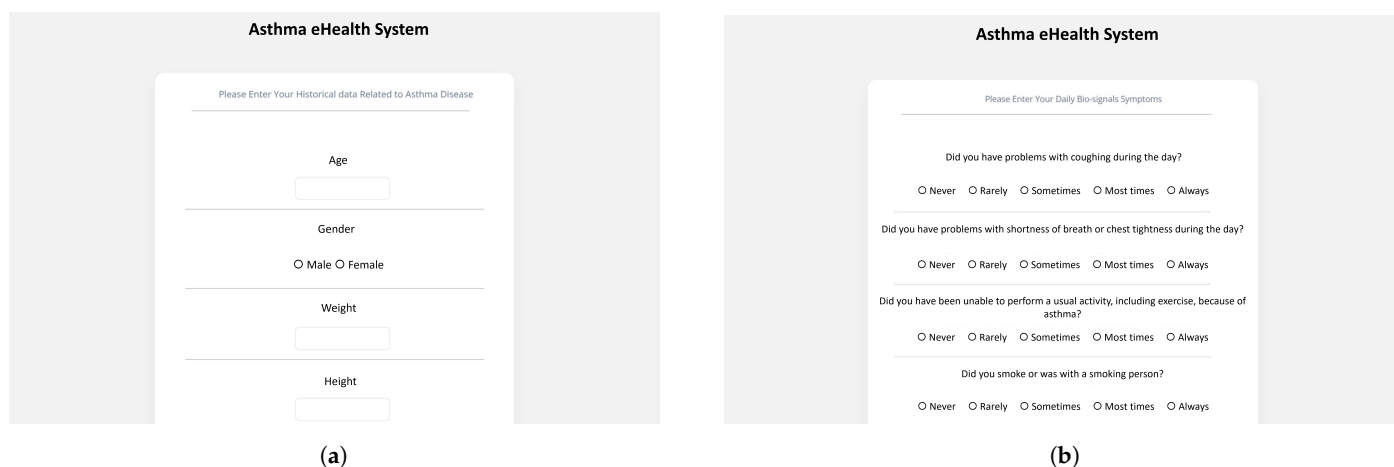 Asthma eHealth System
Please Enter Your Historical data Related to Asthma Disease
Age
Gender
Male Female
Weight
Height
(a)
Asthma eHealth System
Please Enter Your Daily Bio-signals Symptoms
Did you have problems with coughing during the day?
Never Rarely Sometimes Most times Always
Did you have problems with shortness of breath or chest tightness during the day?
Never Rarely Sometimes Most times Always
Did you have been unable to perform a usual activity, including exercise, because of
asthma?
Never Rarely Sometimes Most times Always
Did you smoke or was with a smoking person?
Never Rarely Sometimes Most times Always
(b)